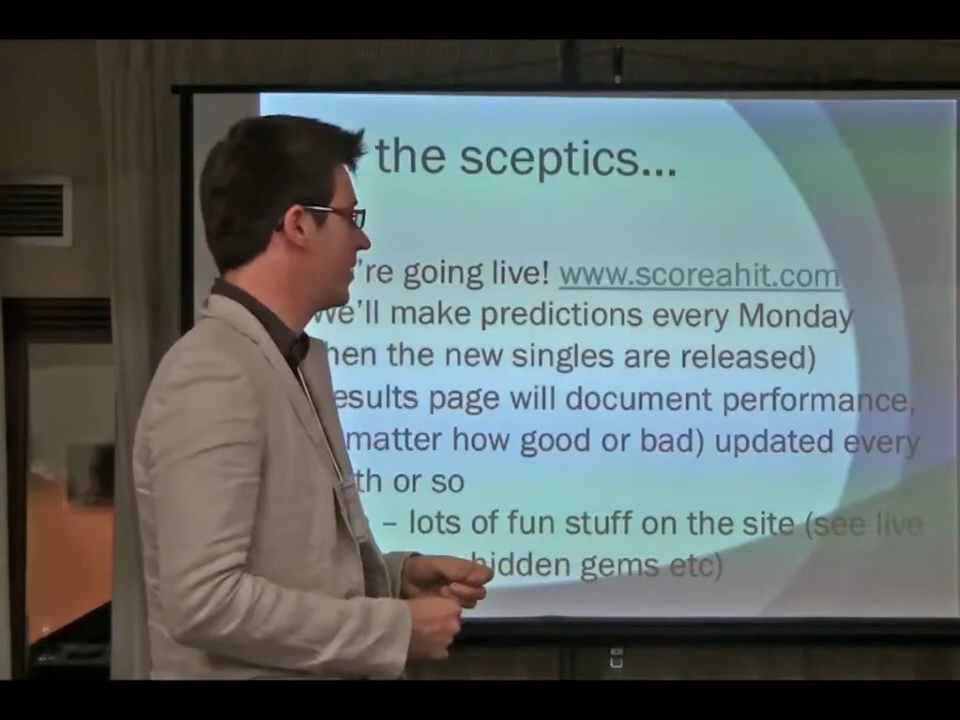 the sceptics...
're going live! www.scoreahit.com
we'll make predictions every Monday
hen the new singles are released)
esults page will document performance,
matter how good or bad) updated every
th or so
– lots of fun stuff on the site (see live
hidden gems etc)